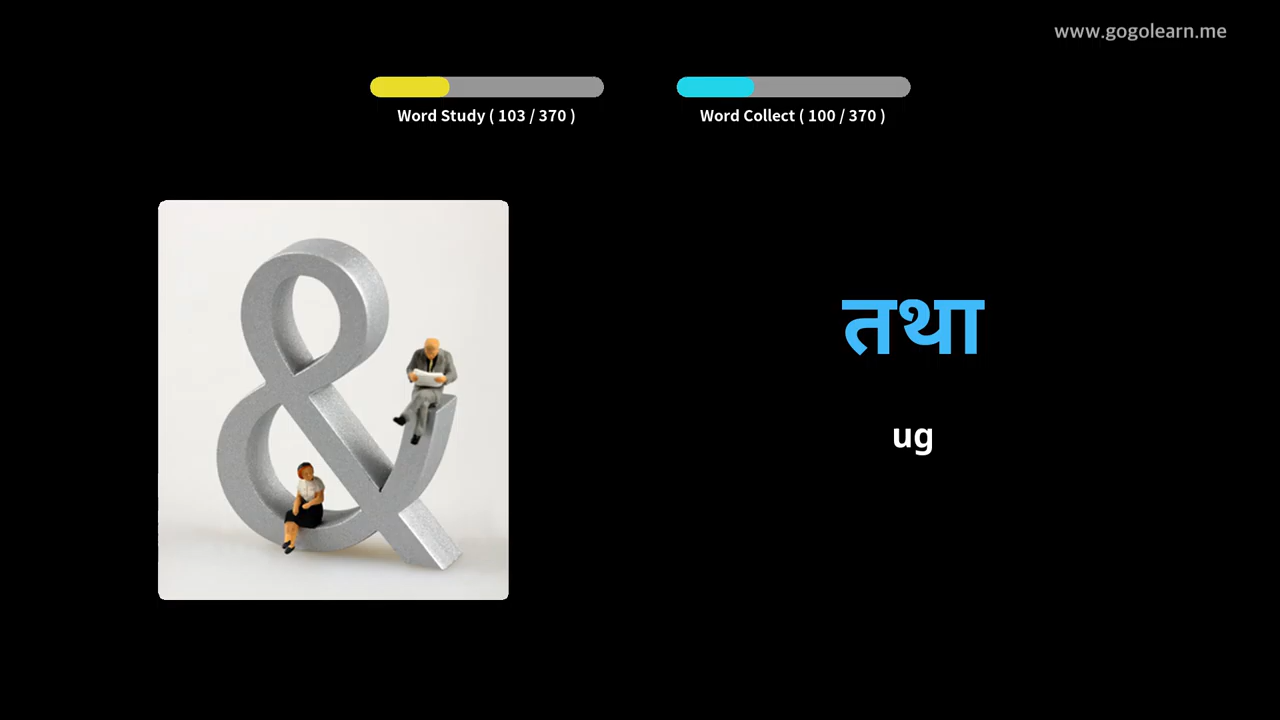 www.gogolearn.me
Word Study ( 103 / 370 )
Word Collect ( 100 / 370 )
&
तथा
ug